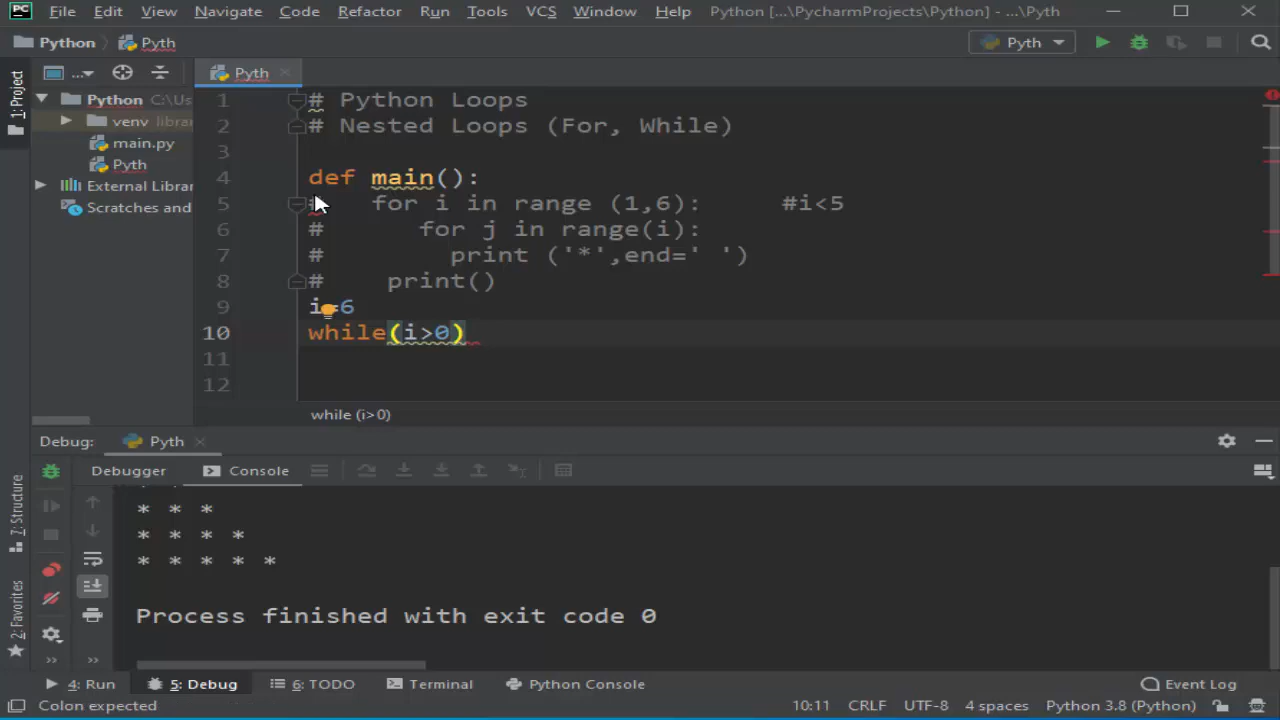 File Edit View Navigate Code Refactor Run Tools VCS Window Help Python [...\PycharmProjects\Python] - ...\Pyth
Python Pyth Pyth
1: Project
... Pyth
Python C:\Us
venv libra
main.py
Pyth
External Librar
Scratches and
1 # Python Loops
2 # Nested Loops (For, While)
3
4 def main():
5 # for i in range (1,6): #i<5
6 # for j in range(i):
7 # print ('*',end=' ')
8 # print()
9 i=6
10 while(i>0)
11
12
while (i>0)
Debug: Pyth
Debugger Console
* * *
* * * *
* * * * *
Process finished with exit code 0
7: Structure
2: Favorites
4: Run 5: Debug 6: TODO Terminal Python Console Event Log
Colon expected 10:11 CRLF UTF-8 4 spaces Python 3.8 (Python)